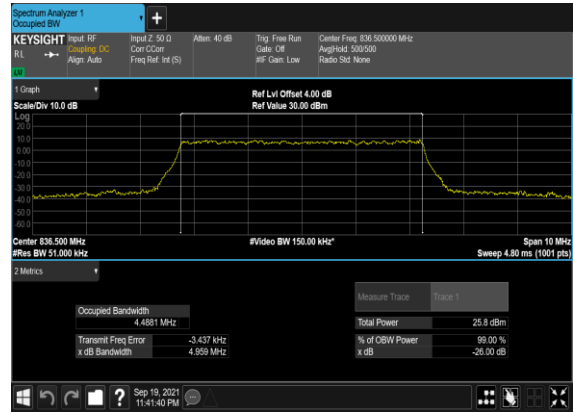 Spectrum Analyzer 1
Occupied BW
+
KEYSIGHT Input: RF Input Z: 50 Ω Atten: 40 dB Trig: Free Run Center Freq: 836.500000 MHz
RL Coupling: DC Corr CCorr Gate: Off Avg|Hold: 500/500
Align: Auto Freq Ref: Int (S) #IF Gain: Low Radio Std: None
1 Graph Ref Lvl Offset 4.00 dB
Scale/Div 10.0 dB Ref Value 30.00 dBm
Log
20.0
10.0
0.00
-10.0
-20.0
-30.0
-40.0
-50.0
-60.0
Center 836.500 MHz #Video BW 150.00 kHz* Span 10 MHz
#Res BW 51.000 kHz Sweep 4.80 ms (1001 pts)
2 Metrics
Measure Trace Trace 1
Occupied Bandwidth
4.4881 MHz Total Power 25.8 dBm
Transmit Freq Error -3.437 kHz % of OBW Power 99.00 %
x dB Bandwidth 4.959 MHz x dB -26.00 dB
? Sep 19, 2021
11:41:40 PM